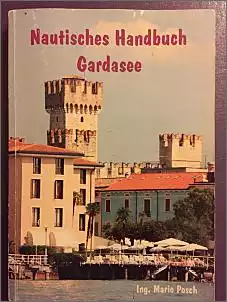 Nautisches Handbuch
Gardasee
Ing. Mario Posch